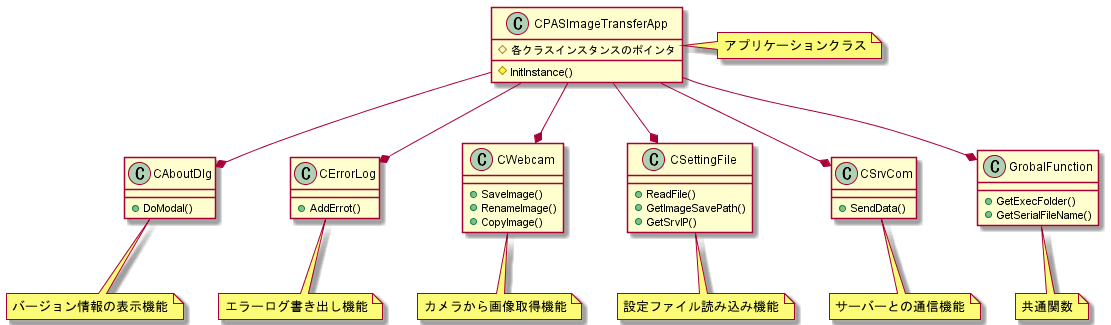 C CPASImageTransferApp
各クラスインスタンスのポインタ
InitInstance()
アプリケーションクラス
C CAboutDlg
DoModal()
C CErrorLog
AddErrot()
C CWebcam
SaveImage()
RenameImage()
CopyImage()
C CSettingFile
ReadFile()
GetImageSavePath()
GetSrvIP()
C CSrvCom
SendData()
C GrobalFunction
GetExecFolder()
GetSerialFileName()
バージョン情報の表示機能
エラーログ書き出し機能
カメラから画像取得機能
設定ファイル読み込み機能
サーバーとの通信機能
共通関数